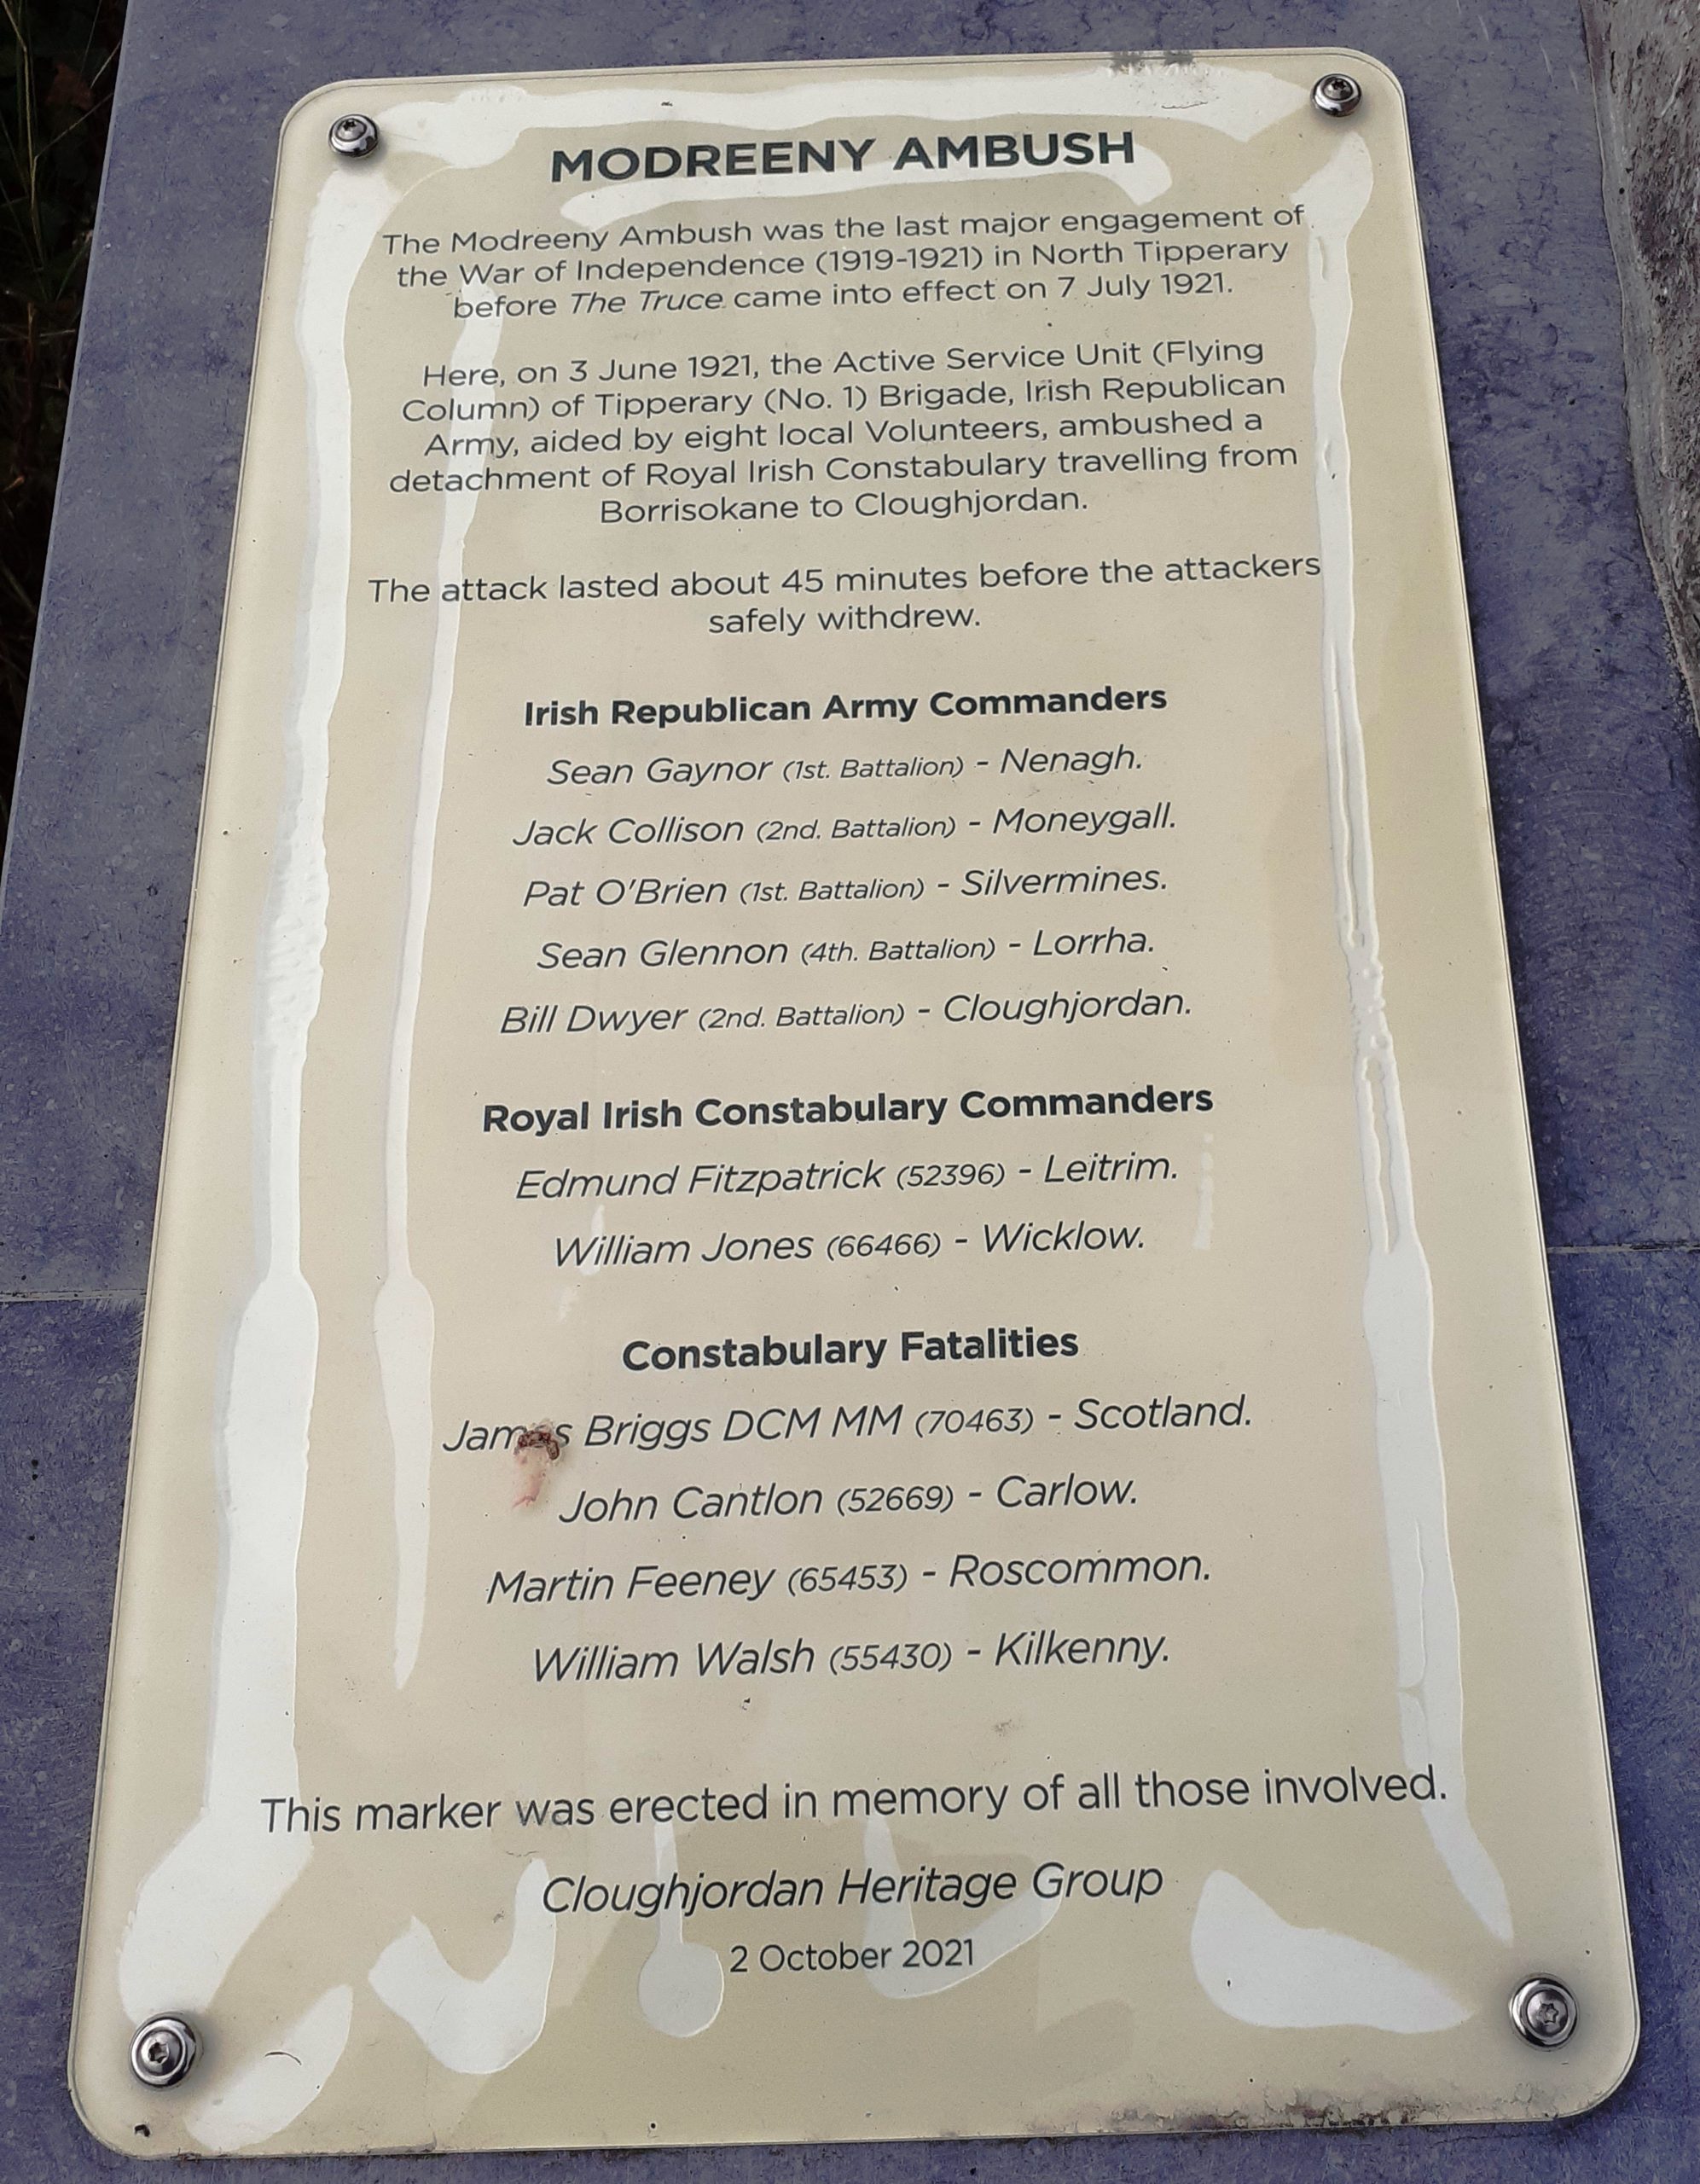 MODREENY AMBUSH
The Modreeny Ambush was the last major engagement of
the War of Independence (1919-1921) in North Tipperary
before The Truce came into effect on 7 July 1921.
Here, on 3 June 1921, the Active Service Unit (Flying
Column) of Tipperary (No. 1) Brigade, Irish Republican
Army, aided by eight local Volunteers, ambushed a
detachment of Royal Irish Constabulary travelling from
Borrisokane to Cloughjordan.
The attack lasted about 45 minutes before the attackers
safely withdrew.
Irish Republican Army Commanders
Sean Gaynor (1st. Battalion) - Nenagh.
Jack Collison (2nd. Battalion) - Moneygall.
Pat O'Brien (1st. Battalion) - Silvermines.
Sean Glennon (4th. Battalion) - Lorrha.
Bill Dwyer (2nd. Battalion) - Cloughjordan.
Royal Irish Constabulary Commanders
Edmund Fitzpatrick (52396) - Leitrim.
William Jones (66466) - Wicklow.
Constabulary Fatalities
James Briggs DCM MM (70463) - Scotland.
John Cantlon (52669) - Carlow.
Martin Feeney (65453) - Roscommon.
William Walsh (55430) - Kilkenny.
This marker was erected in memory of all those involved.
Cloughjordan Heritage Group
2 October 2021